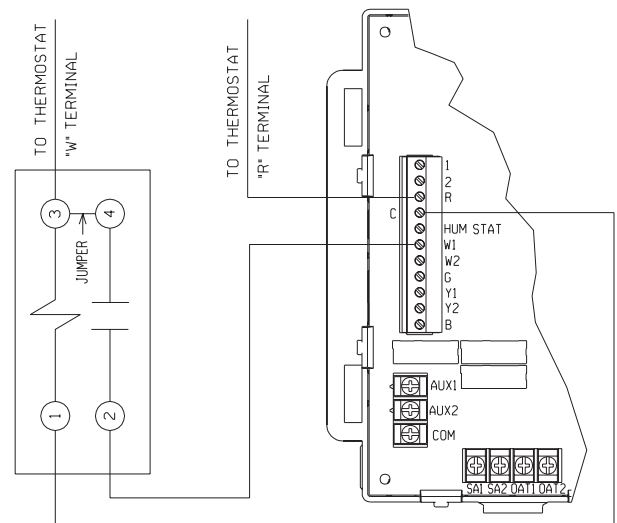 TO THERMOSTAT
"W" TERMINAL
TO THERMOSTAT
"R" TERMINAL
3
4
JUMPER
1
2
1
2
R
C
HUM STAT
W1
W2
G
Y1
Y2
B
AUX1
AUX2
COM
SA1 SA2 OAT1 OAT2